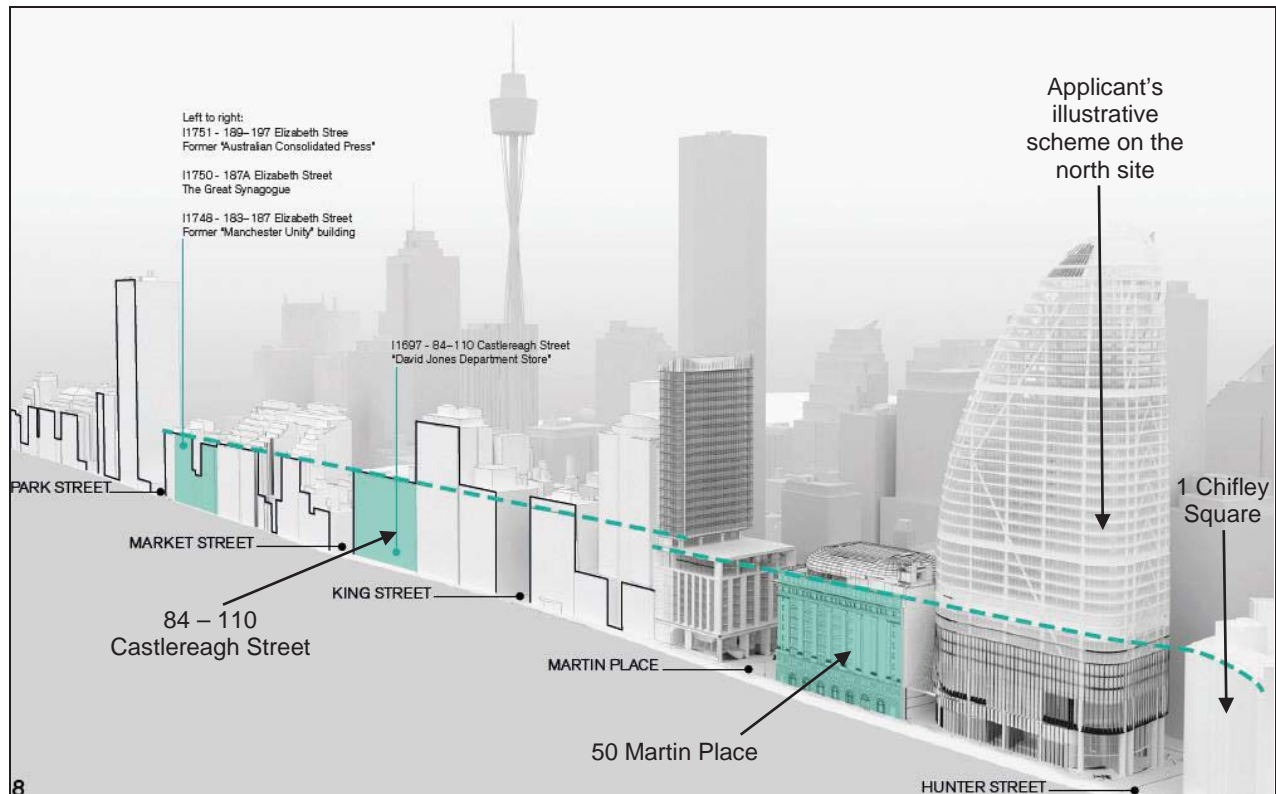 Left to right:
I1751 - 189–197 Elizabeth Stree
Former "Australian Consolidated Press"
I1750 - 187A Elizabeth Street
The Great Synagogue
I1748 - 183–187 Elizabeth Street
Former "Manchester Unity" building
I1697 - 84–110 Castlereagh Street
"David Jones Department Store"
Applicant's
illustrative
scheme on the
north site
1 Chifley
Square
PARK STREET
MARKET STREET
KING STREET
84 – 110
Castlereagh Street
MARTIN PLACE
50 Martin Place
HUNTER STREET
8